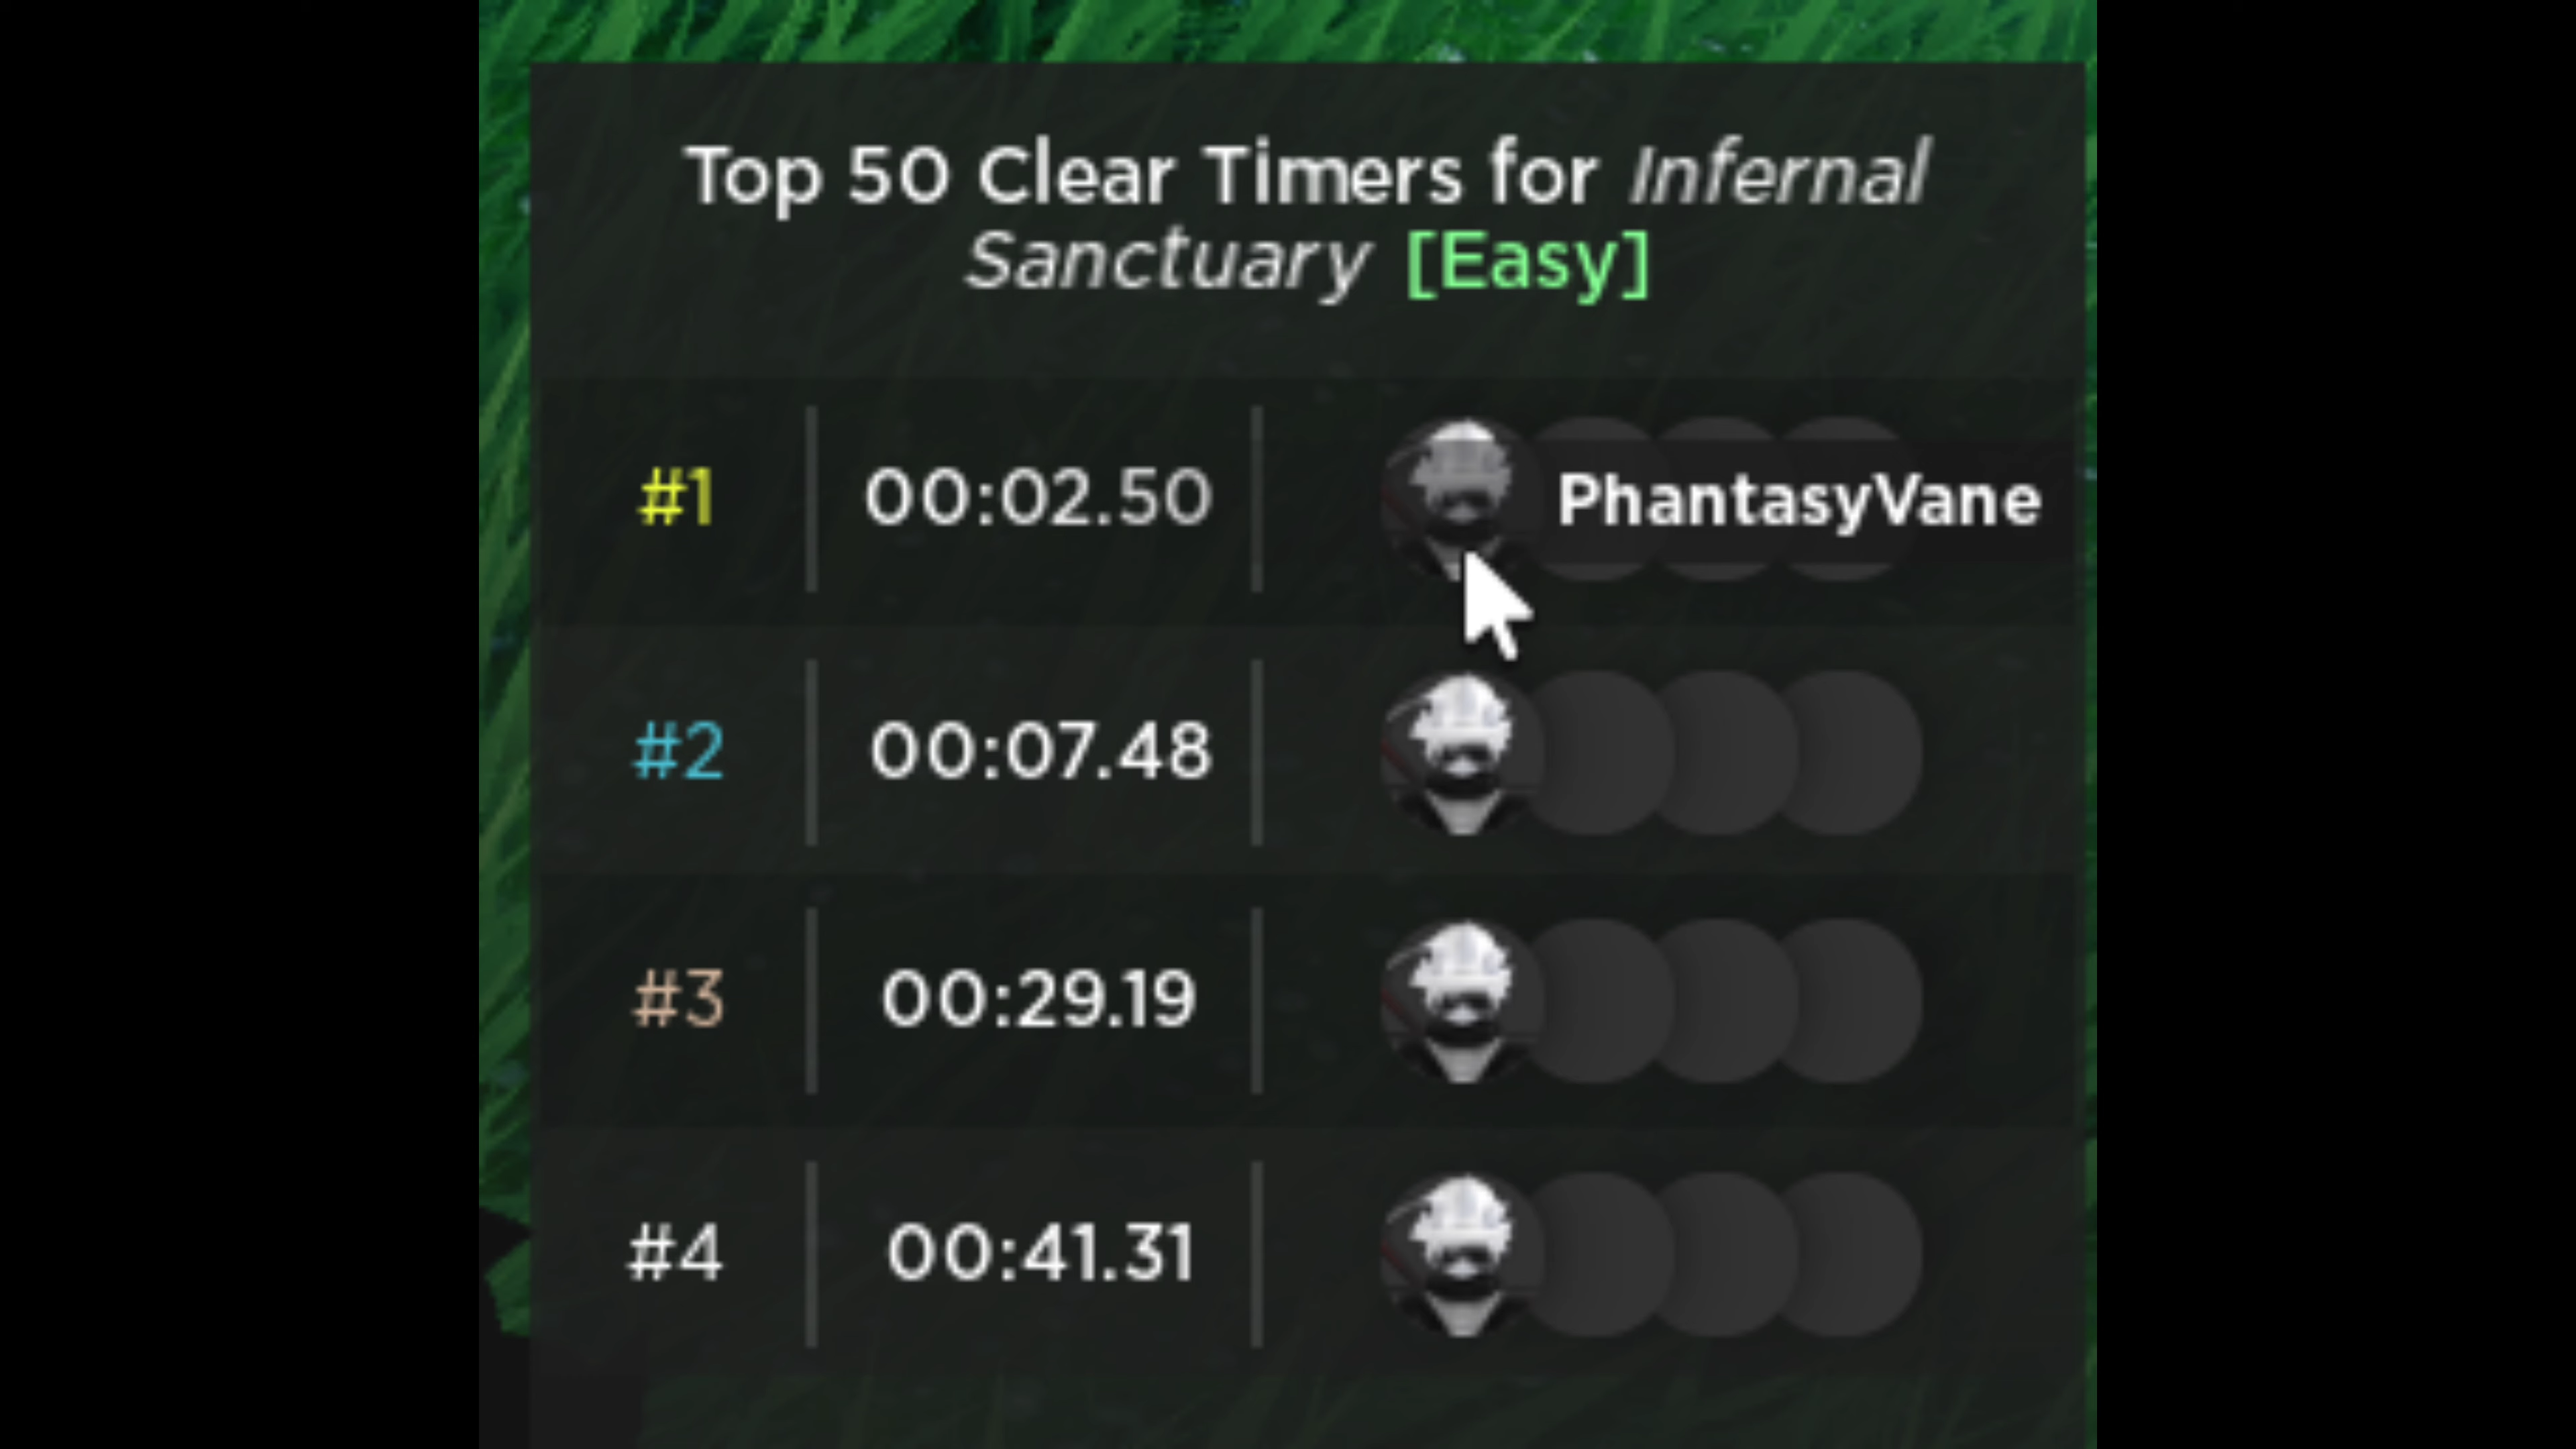 Top 50 Clear Timers for Infernal
Sanctuary [Easy]
#1 00:02.50 PhantasyVane
#2 00:07.48
#3 00:29.19
#4 00:41.31